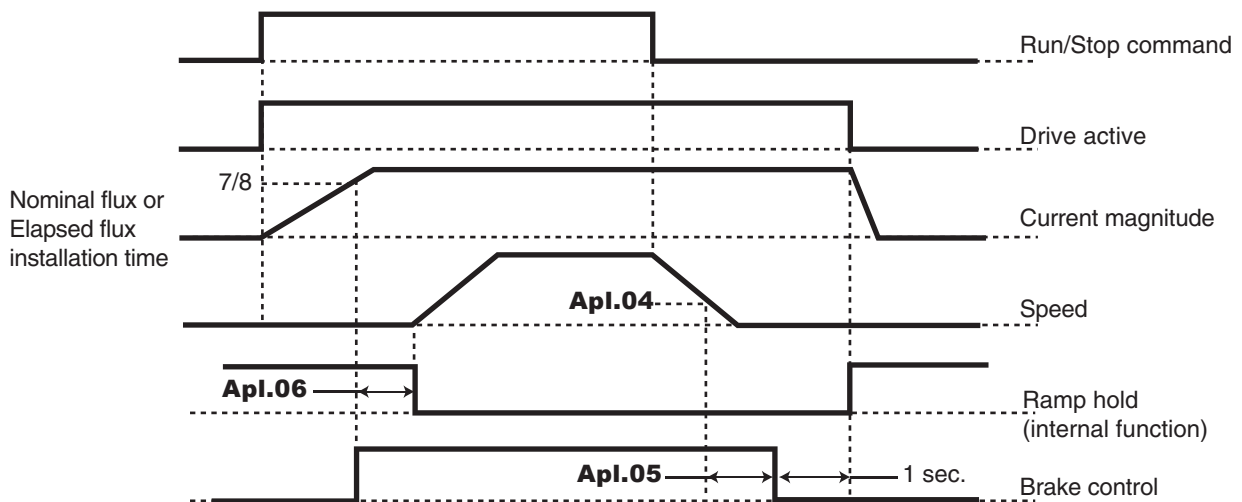 Run/Stop command
Drive active
7/8
Nominal flux or
Elapsed flux
installation time
Current magnitude
Apl.04
Speed
Apl.06
Ramp hold
(internal function)
Apl.05
1 sec.
Brake control